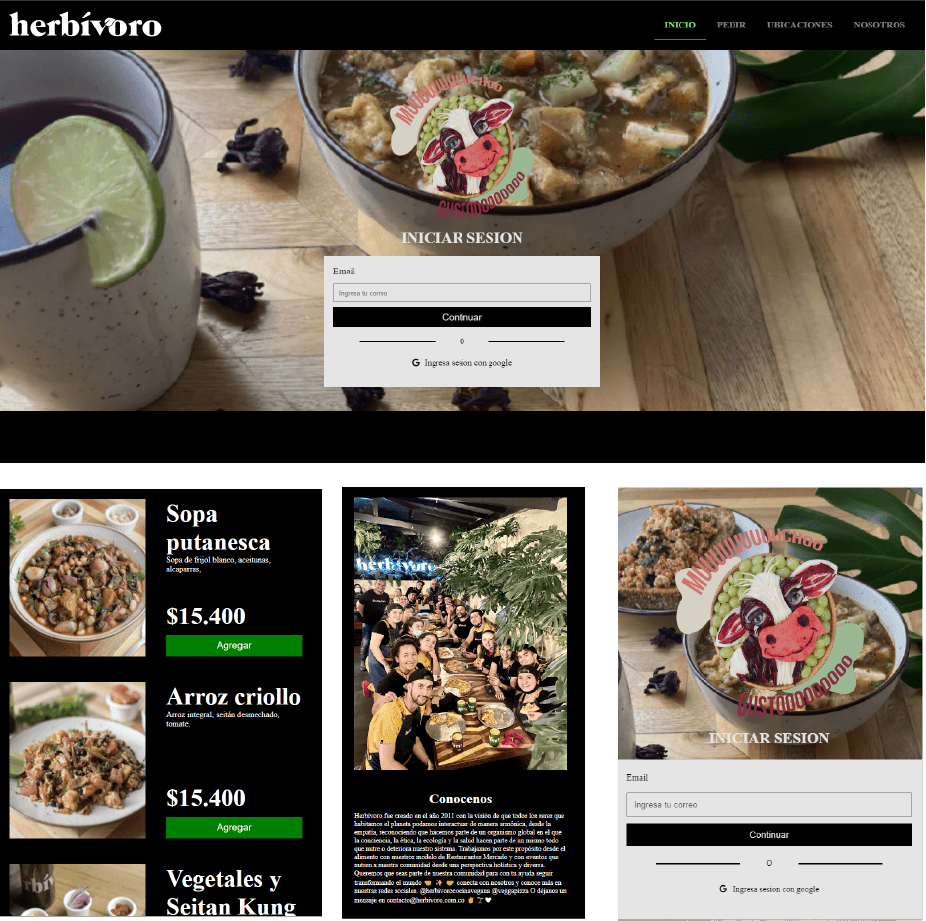 herbívoro
INICIO PEDIR UBICACIONES NOSOTROS
MUUUUUUUUUCHOO
GUSTOOOOOOOOO
INICIAR SESION
Email
Ingresa tu correo
Continuar
O
Ingresa sesion con google
Sopa
putanesca
Sopa de frijol blanco, aceitunas,
alcaparras,
$15.400
Agregar
Arroz criollo
Arroz integral, seitán desmechado,
tomate,
$15.400
Agregar
Vegetales y
Seitan Kung
herbívoro
Conocenos
Herbívoro fue creado en el año 2011 con la visión de que todos los seres que
habitamos el planeta podamos interactuar de manera armónica, desde la
empatía, reconociendo que hacemos parte de un organismo global en el que
la conciencia, la ética, la ecología y la salud hacen parte de un mismo todo
que nutre o deteriora nuestro sistema. Trabajamos por este propósito desde el
alimento con nuestros modelo de Restaurantes Mercado y con eventos que
nutren a nuestra comunidad desde una perspectiva holística y diversa.
Queremos que seas parte de nuestra comunidad para con tu ayuda seguir
transformando el mundo 🤝 ✨ 🤝 conecta con nosotros y conoce más en
nuestras redes sociales. @herbivorococinavegana @veggapizza O déjanos un
mensaje en contacto@herbivoro.com.co
MUUUUUUUUUCHOO
GUSTOOOOOOOOO
INICIAR SESION
Email
Ingresa tu correo
Continuar
O
Ingresa sesion con google